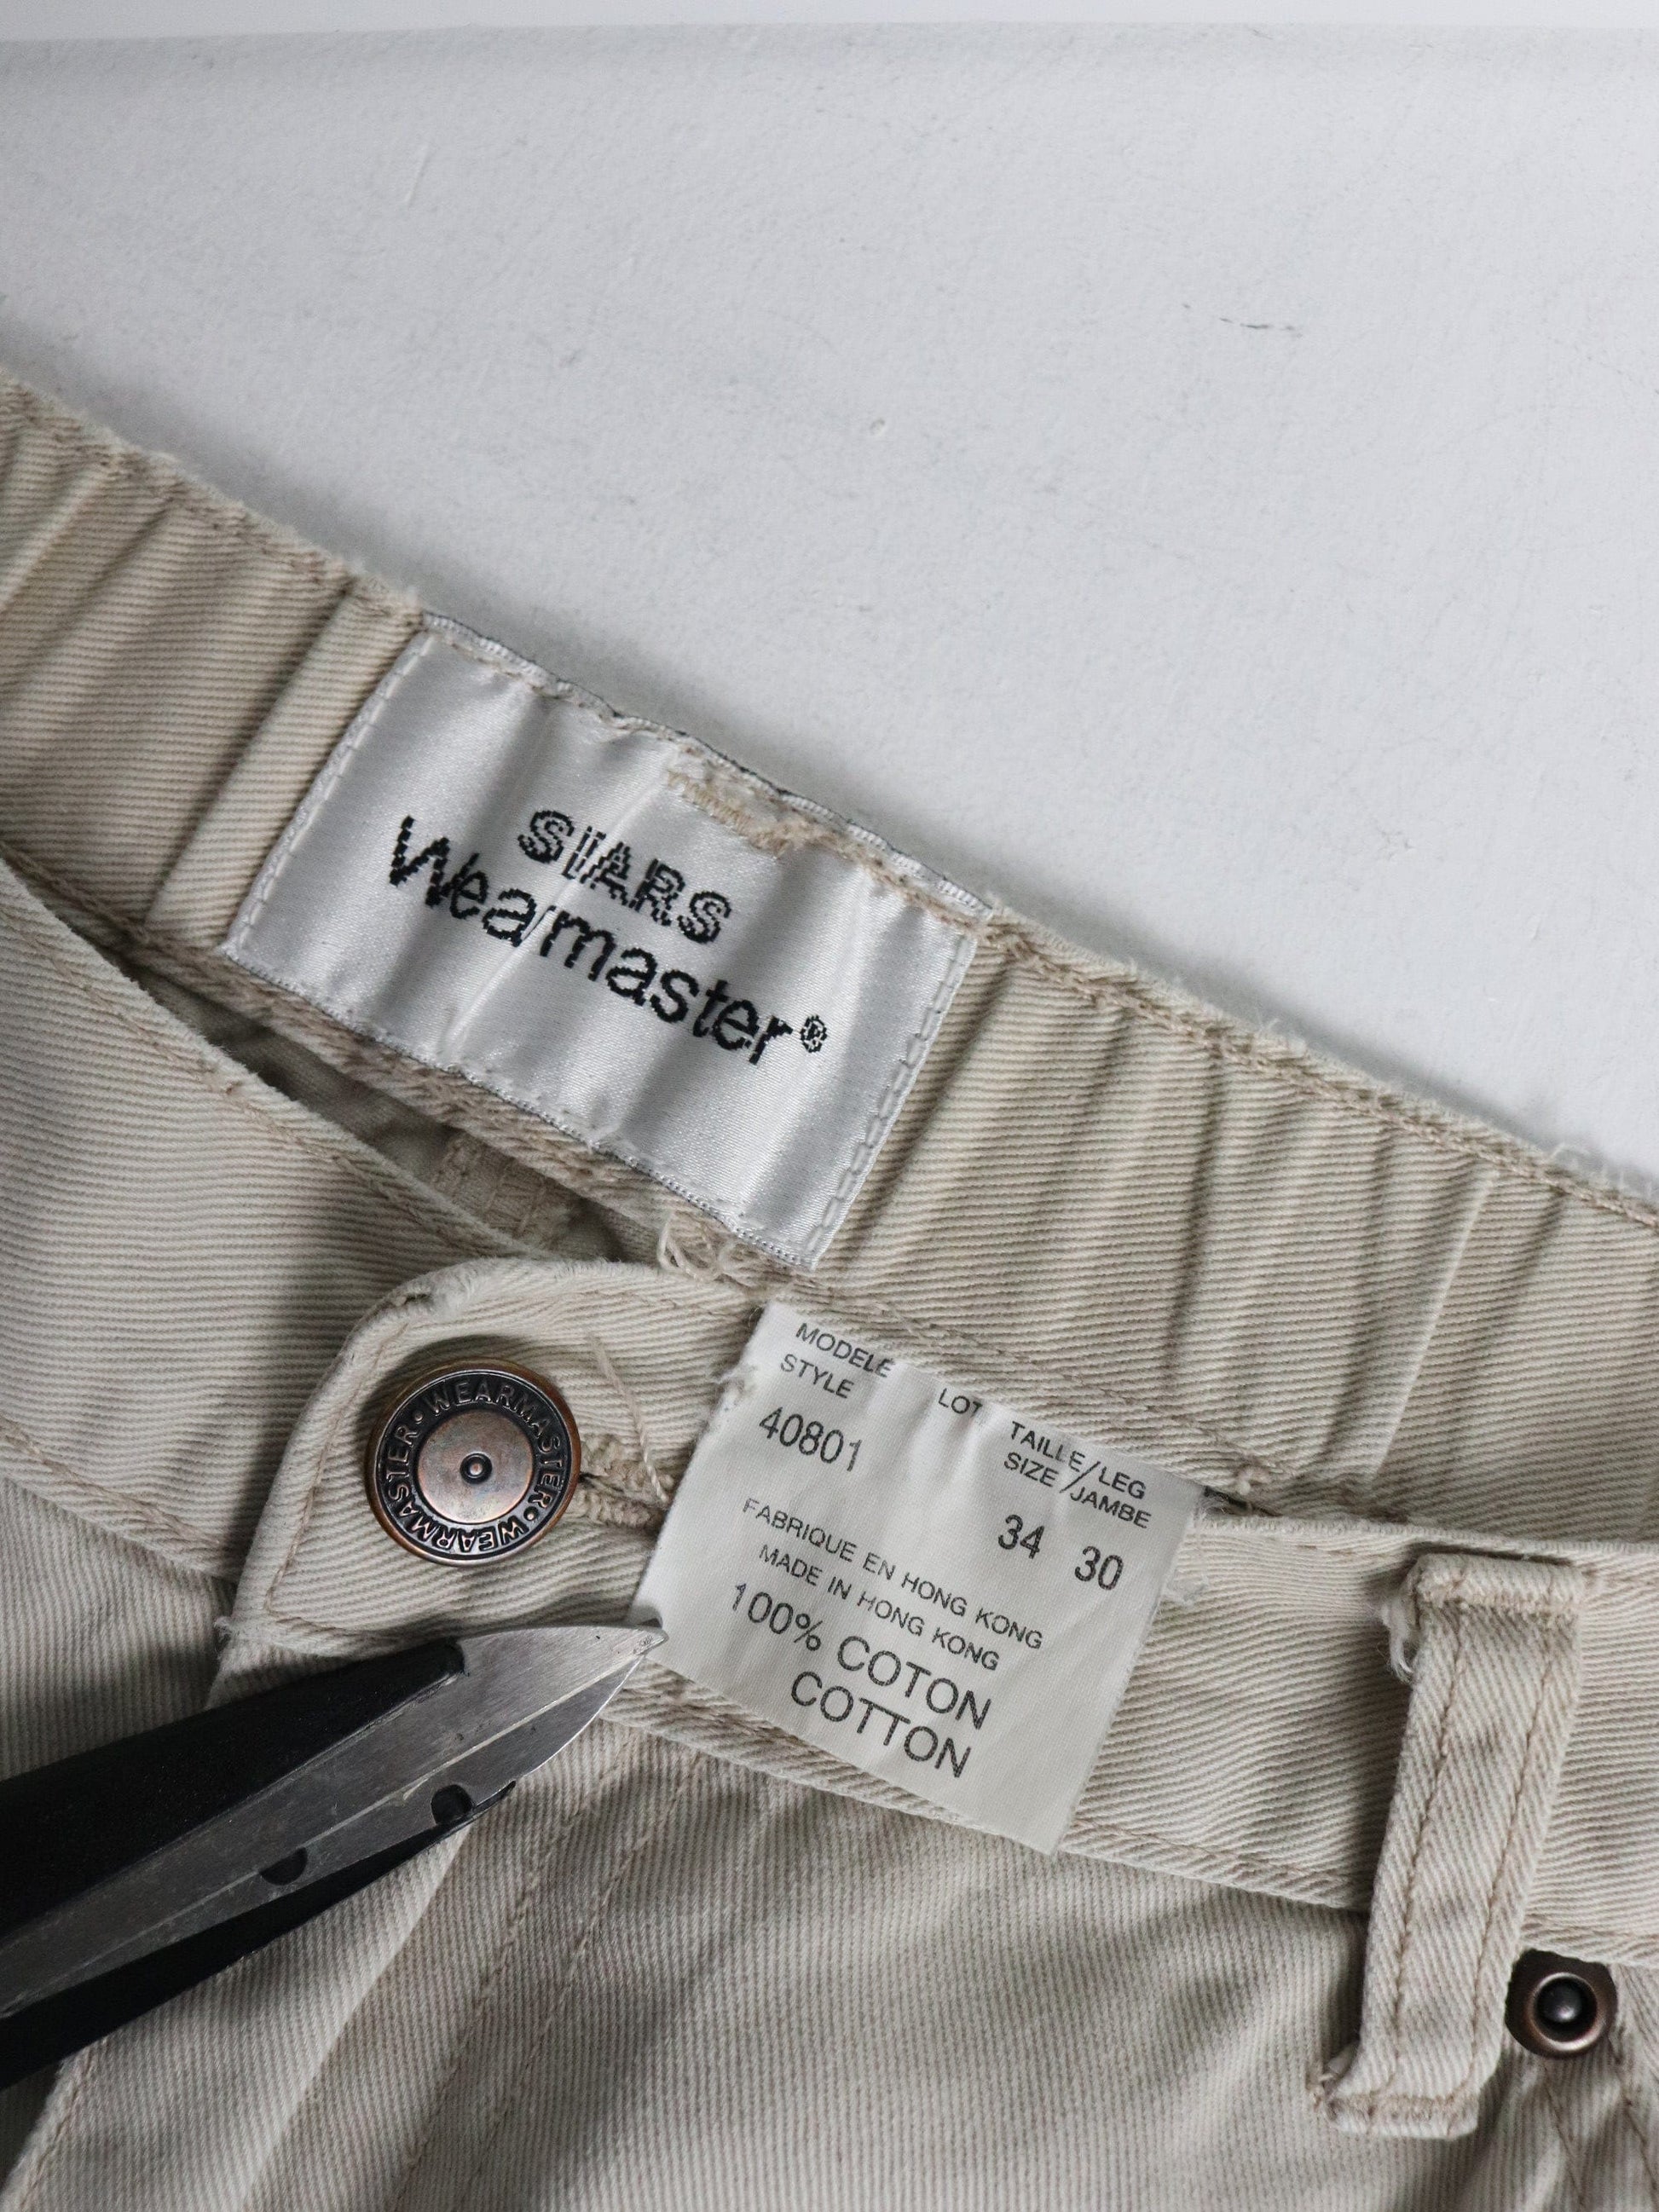 SEARS
Wearmaster®
WEARMASTER • WEARMASTER •
MODELE
STYLE
LOT
TAILLE/LEG
SIZE/JAMBE
40801
34 30
FABRIQUE EN HONG KONG
MADE IN HONG KONG
100% COTON
COTTON